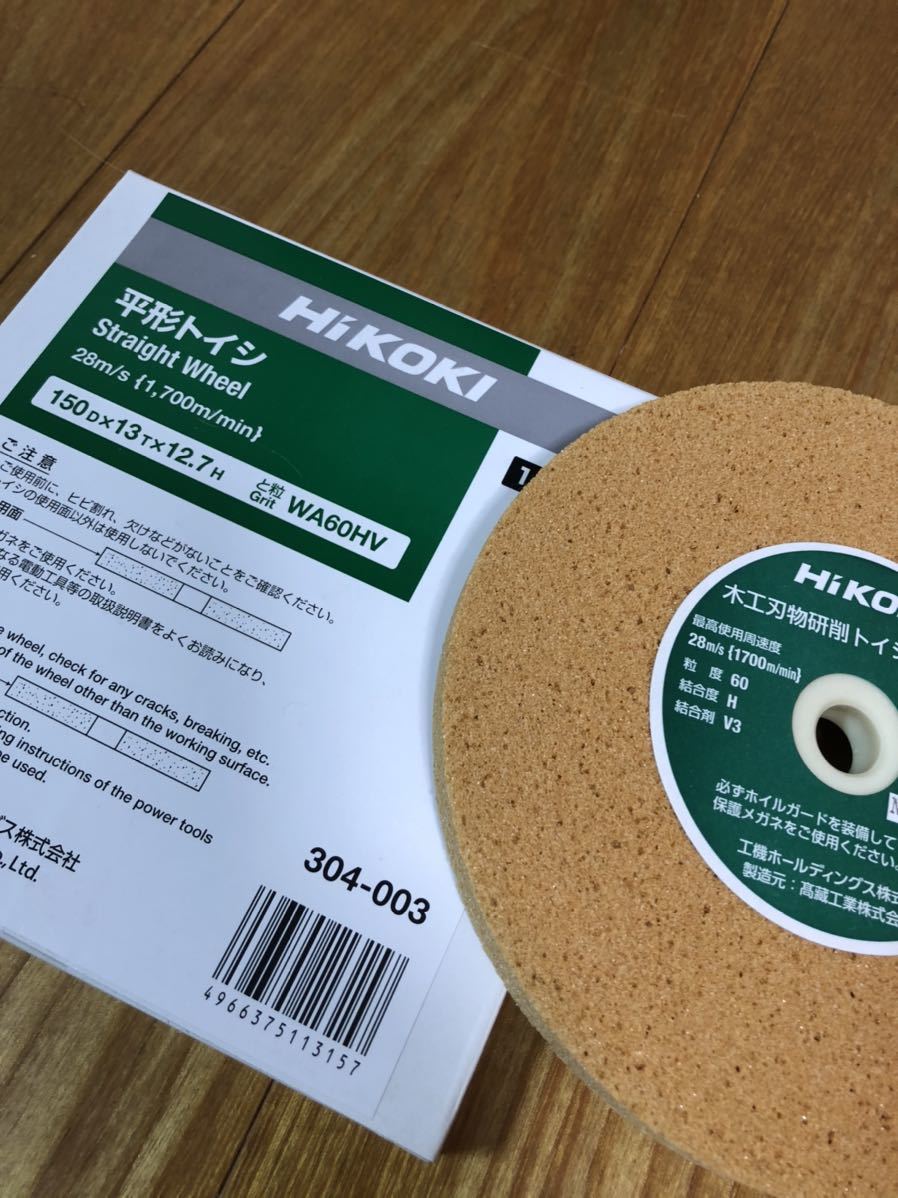 HiKOKI
平形トイシ
Straight Wheel
28m/s {1,700m/min}
150D×13T×12.7H
と粒
Grit WA60HV
1
ご注意
ご使用前に、ヒビ割れ、欠けなどがないことをご確認ください。
イシの使用面以外は使用しないでください。
用面
ガネをご使用ください。
なる電動工具等の取扱説明書をよくお読みになり、
用ください。
wheel, check for any cracks, breaking, etc.
of the wheel other than the working surface.
ction.
ing instructions of the power tools
be used.
グス株式会社
Ltd.
304-003
4966375113157
HiKO
木工刃物研削トイシ
最高使用周速度
28m/s {1700m/min}
粒度 60
結合度 H
結合剤 V3
必ずホイルガードを装備して
保護メガネをご使用ください。
工機ホールディングス株式
製造元:髙藏工業株式会